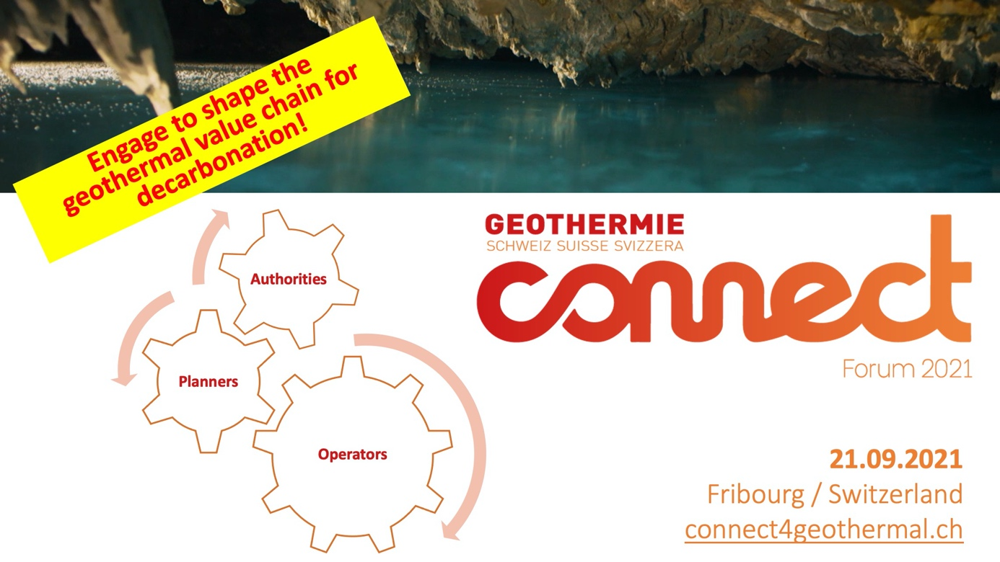 Engage to shape the
geothermal value chain for
decarbonation!
GEOTHERMIE
SCHWEIZ SUISSE SVIZZERA
connect
Forum 2021
Authorities
Planners
Operators
21.09.2021
Fribourg / Switzerland
connect4geothermal.ch